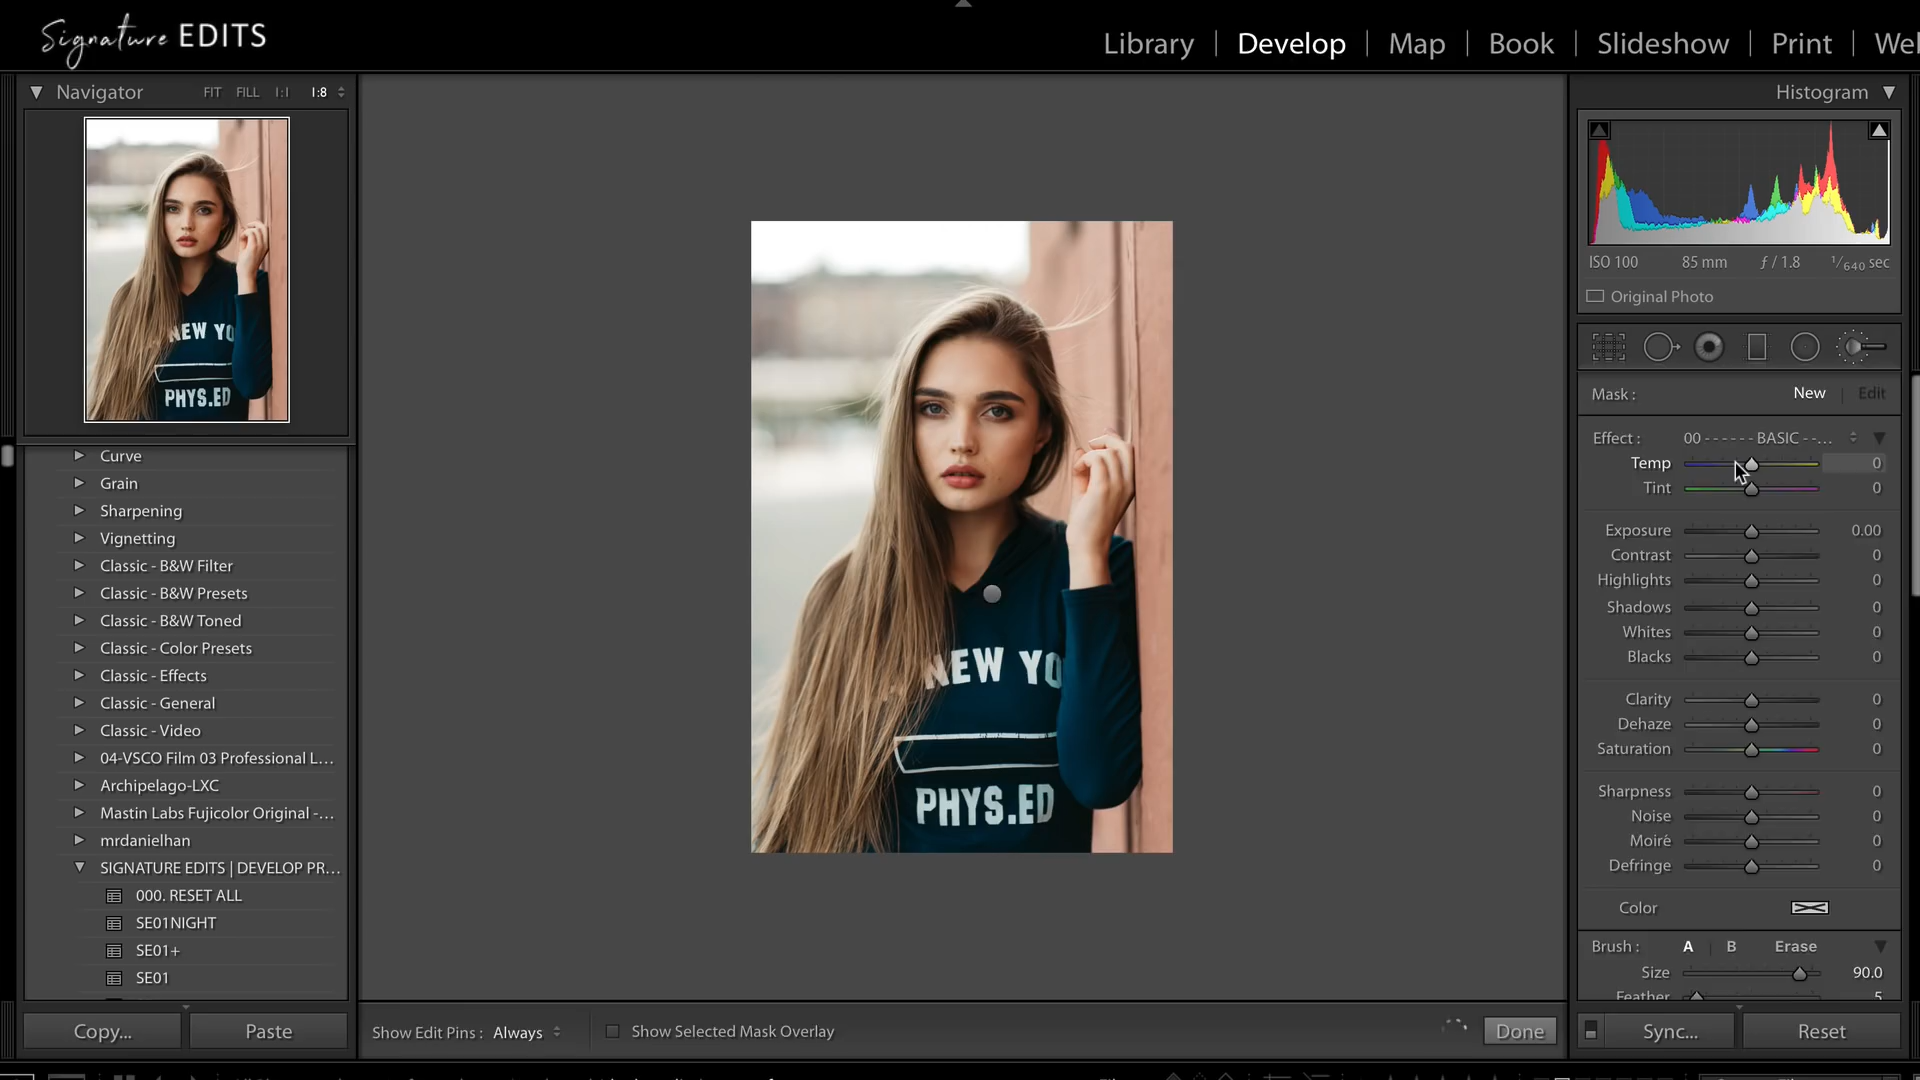 Signature EDITS
Library | Develop | Map | Book | Slideshow | Print |
Navigator FIT FILL 1:1 1:8
Histogram
ISO 100 85 mm ƒ / 1.8 1/640 sec
Original Photo
Mask : New | Edit
Effect : 00 - - - - - - BASIC - -...
Temp 0
Tint 0
Exposure 0.00
Contrast 0
Highlights 0
Shadows 0
Whites 0
Blacks 0
Clarity 0
Dehaze 0
Saturation 0
Sharpness 0
Noise 0
Moiré 0
Defringe 0
Color
Brush : A | B Erase
Size 90.0
Feather 5
Curve
Grain
Sharpening
Vignetting
Classic - B&W Filter
Classic - B&W Presets
Classic - B&W Toned
Classic - Color Presets
Classic - Effects
Classic - General
Classic - Video
04-VSCO Film 03 Professional L...
Archipelago-LXC
Mastin Labs Fujicolor Original -...
mrdanielhan
SIGNATURE EDITS | DEVELOP PR...
000. RESET ALL
SE01NIGHT
SE01+
SE01
NEW YO
PHYS.ED
NEW YO
PHYS.ED
Copy... Paste
Show Edit Pins : Always Show Selected Mask Overlay Done
Sync... Reset